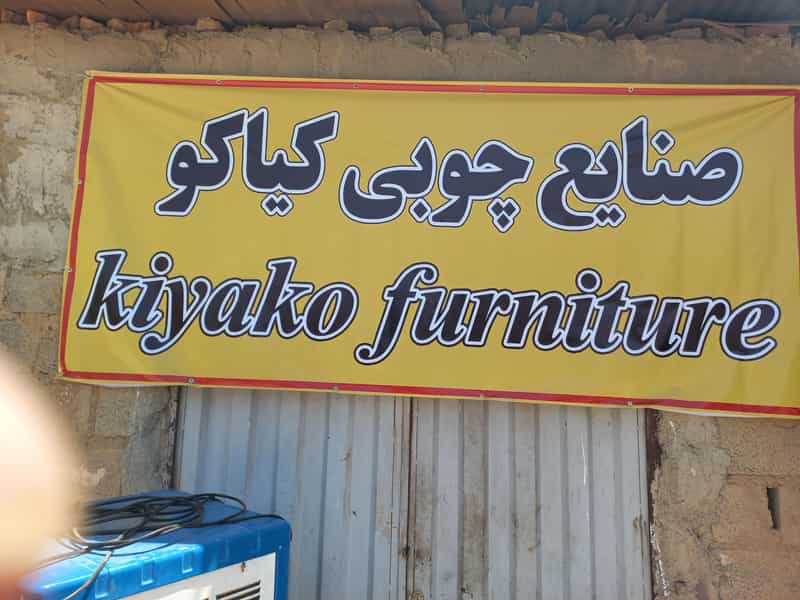 صنایع چوبی کیاکو
kiyako furniture